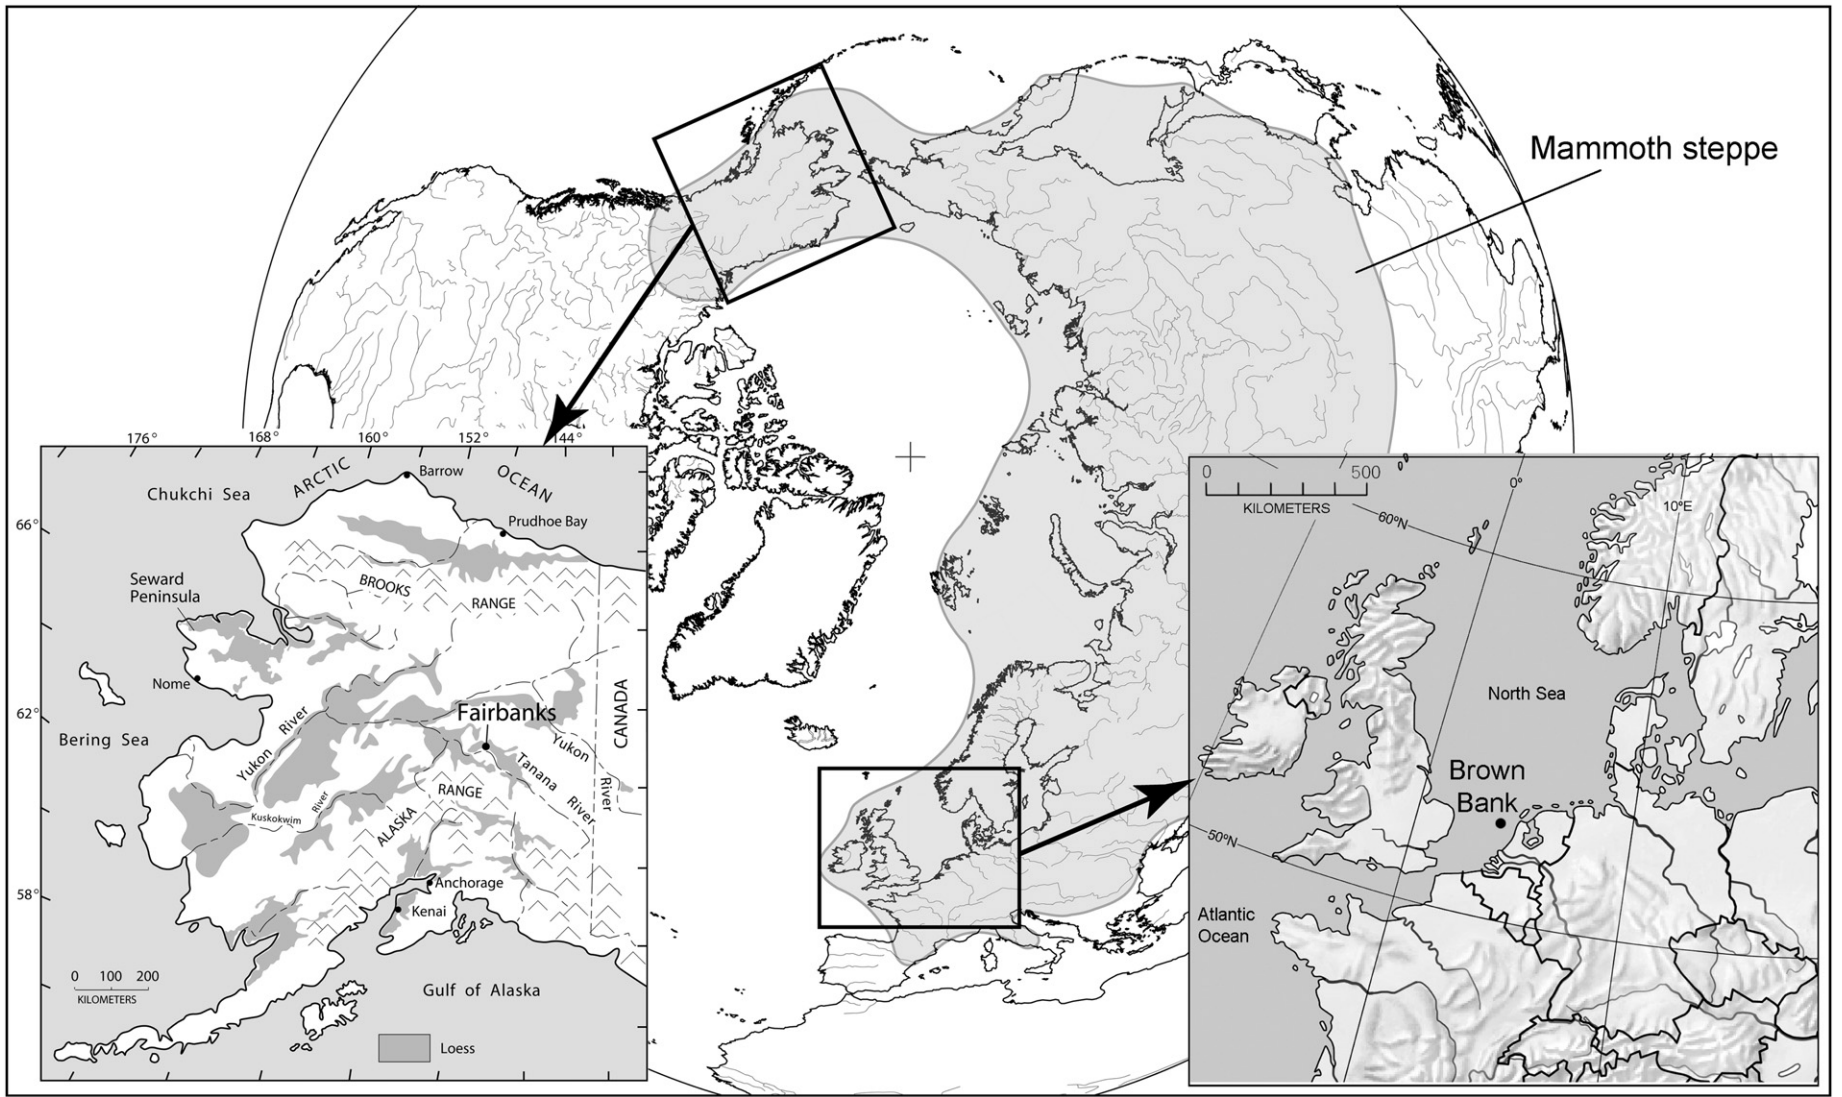 Mammoth steppe
176°
168°
160°
152°
144°
66°
62°
58°
ARCTIC
OCEAN
Chukchi Sea
Barrow
Prudhoe Bay
Seward
Peninsula
BROOKS
RANGE
Nome
Bering Sea
Yukon River
Fairbanks
Yukon
River
Tanana
River
CANADA
Kuskokwim
River
ALASKA
RANGE
Anchorage
Kenai
Gulf of Alaska
0 100 200
KILOMETERS
Loess
0 500
KILOMETERS
0°
10°E
60°N
North Sea
Brown
Bank
50°N
Atlantic
Ocean